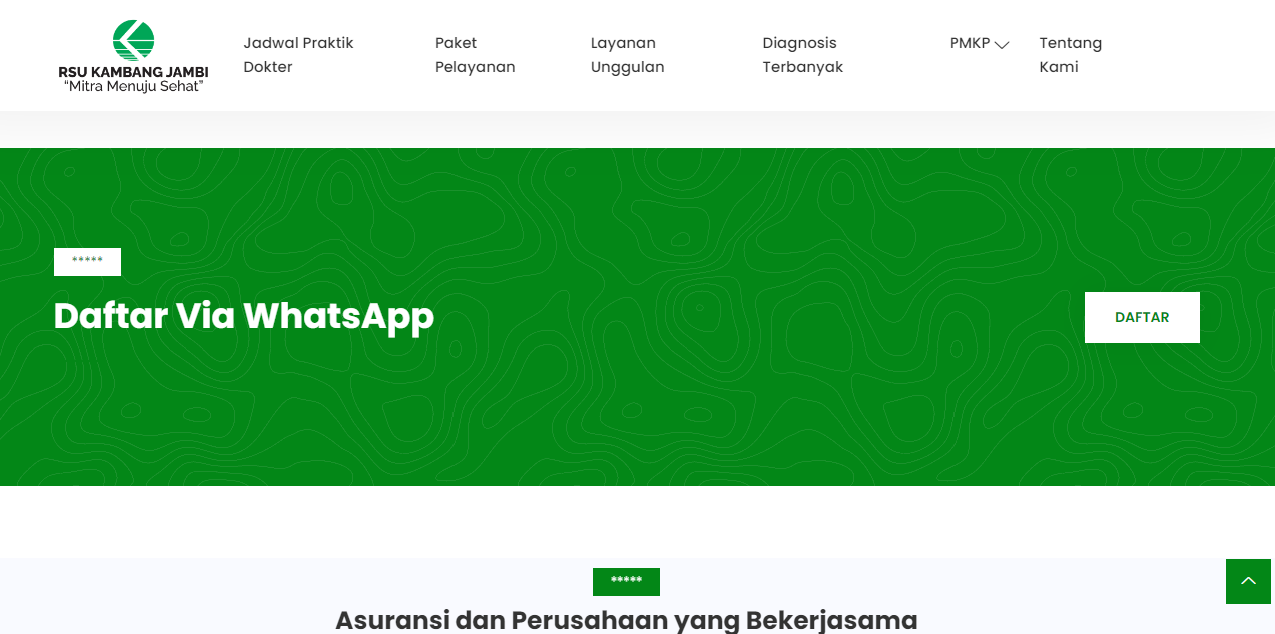 RSU KAMBANG JAMBI
“Mitra Menuju Sehat”
Jadwal Praktik
Dokter
Paket
Pelayanan
Layanan
Unggulan
Diagnosis
Terbanyak
PMKP
Tentang
Kami
*****
Daftar Via WhatsApp
DAFTAR
*****
Asuransi dan Perusahaan yang Bekerjasama